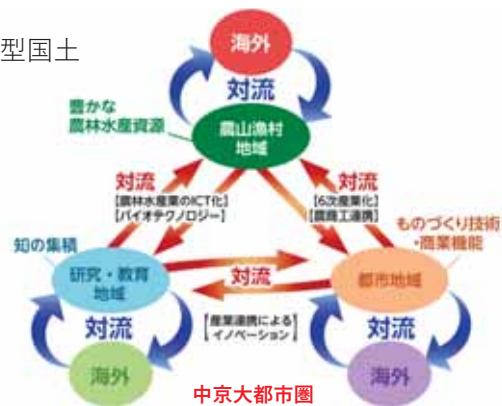 型国土
海外
対流
豊かな
農林水産資源
農山漁村
地域
対流
【農林水産業のICT化】
【バイオテクノロジー】
対流
【6次産業化】
【農商工連携】
知の集積
研究・教育
地域
対流
ものづくり技術
・商業機能
都市地域
対流
【産業連携による
イノベーション】
対流
海外
海外
中京大都市圏